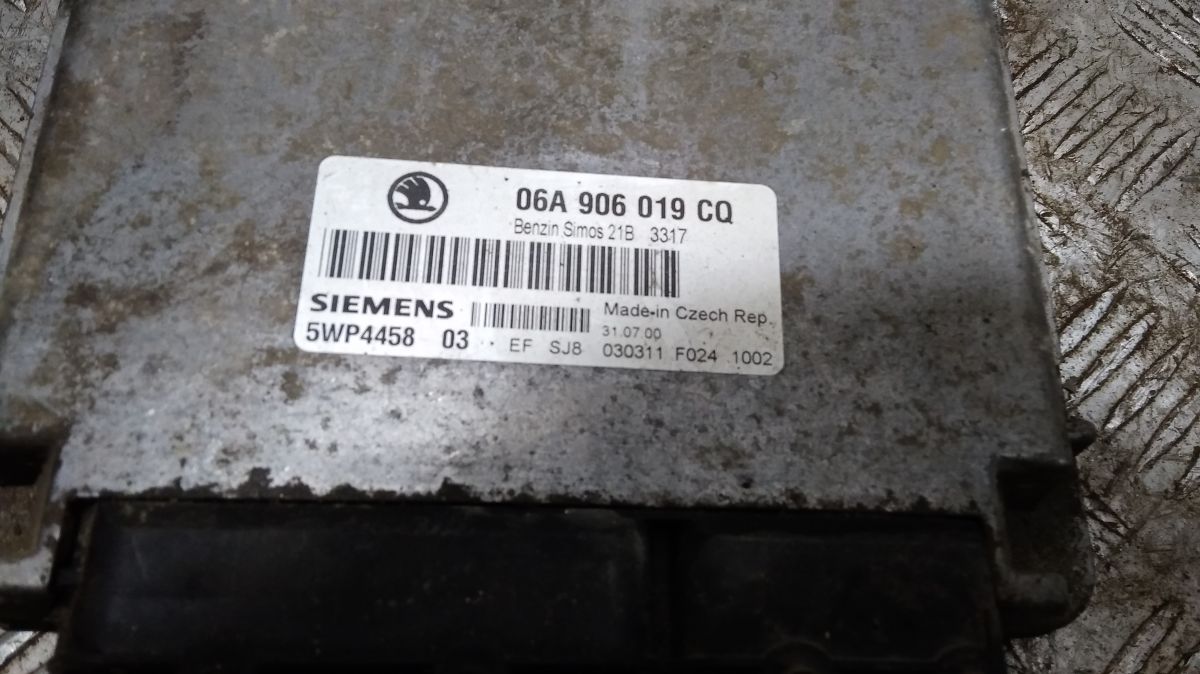 06A 906 019 CQ
Benzin Simos 21B 3317
SIEMENS
Made in Czech Rep.
31.07.00
5WP4458 03
EF SJ8 030311 F024 1002